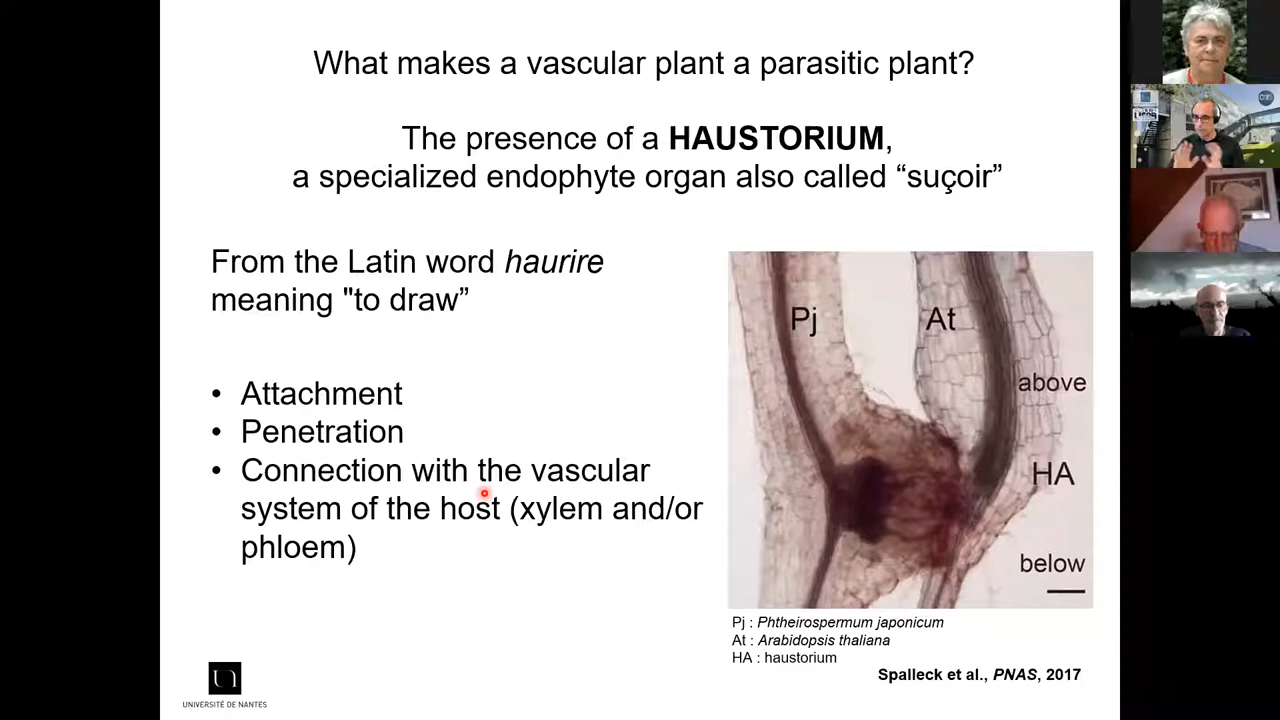 What makes a vascular plant a parasitic plant?
The presence of a HAUSTORIUM,
a specialized endophyte organ also called “suçoir”
From the Latin word haurire
meaning "to draw”
• Attachment
• Penetration
• Connection with the vascular
system of the host (xylem and/or
phloem)
Pj
At
above
HA
below
Pj : Phtheirospermum japonicum
At : Arabidopsis thaliana
HA : haustorium
Spalleck et al., PNAS, 2017
UNIVERSITÉ DE NANTES